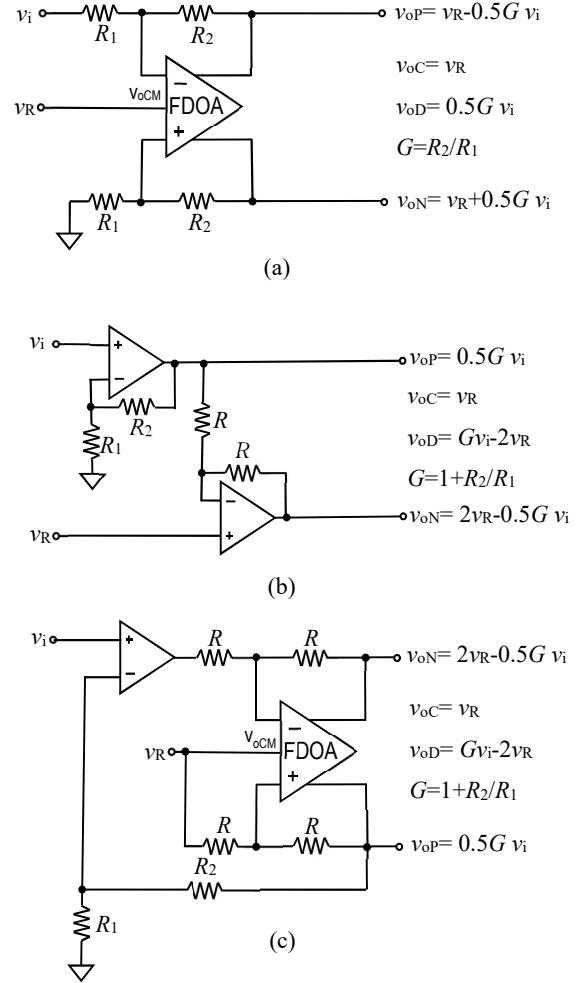 vi R1 R2 voP= vR-0.5G vi
voC= vR
vR voCM − FDOA +
voD= 0.5G vi
G=R2/R1
R1 R2 voN= vR+0.5G vi
(a)
vi + − voP= 0.5G vi
R2 R voC= vR
R1 R voD= Gvi-2vR
G=1+R2/R1
vR − + voN= 2vR-0.5G vi
(b)
vi + − R R voN= 2vR-0.5G vi
voC= vR
vR voCM − FDOA + voD= Gvi-2vR
G=1+R2/R1
R R voP= 0.5G vi
R2
R1
(c)